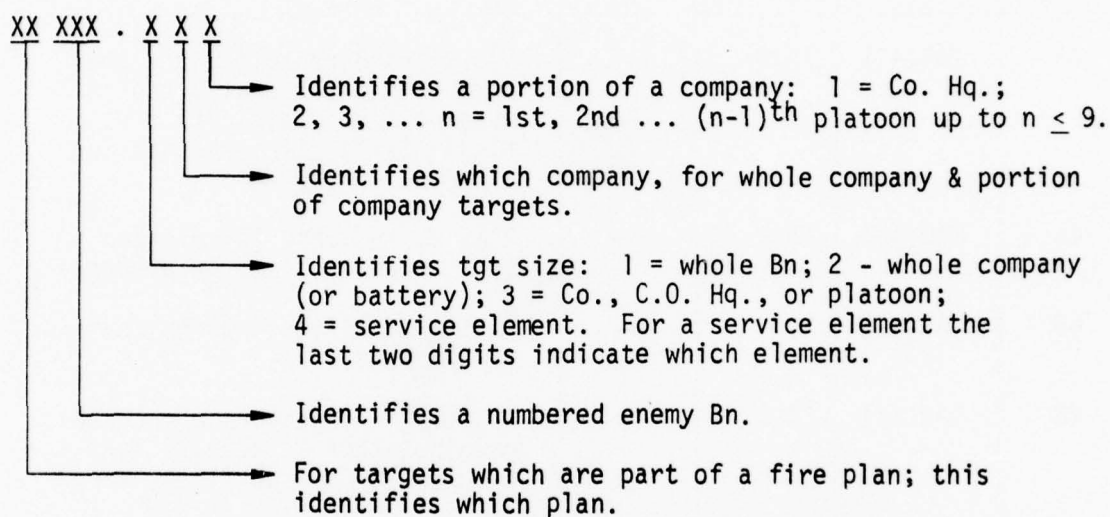 XX XXX . X X X
Identifies a portion of a company: 1 = Co. Hq.;
2, 3, ... n = 1st, 2nd ... (n-1)th platoon up to n ≤ 9.
Identifies which company, for whole company & portion
of company targets.
Identifies tgt size: 1 = whole Bn; 2 - whole company
(or battery); 3 = Co., C.O. Hq., or platoon;
4 = service element. For a service element the
last two digits indicate which element.
Identifies a numbered enemy Bn.
For targets which are part of a fire plan; this
identifies which plan.